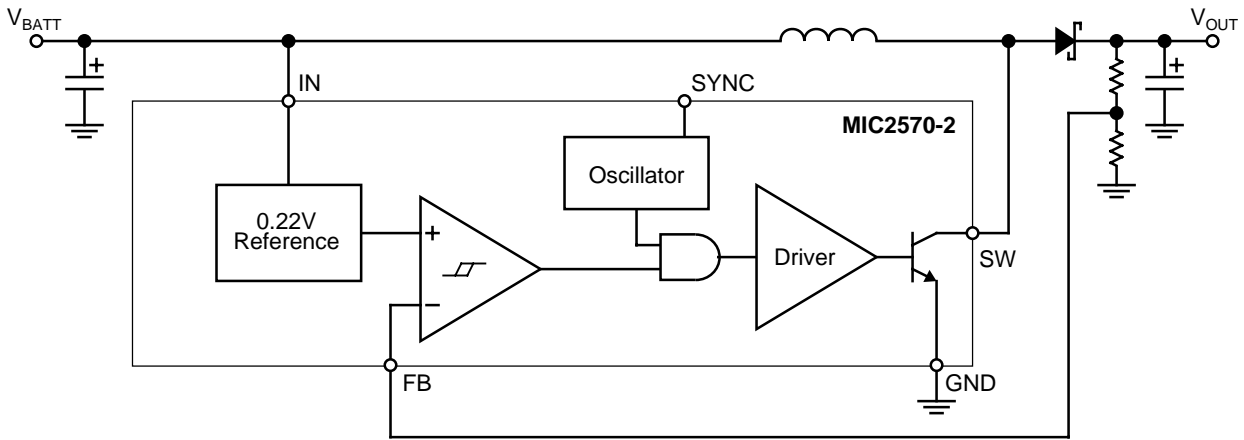 VBATT
VOUT
+
+
IN
SYNC
MIC2570-2
Oscillator
0.22V
Reference
+
−
Driver
SW
FB
GND